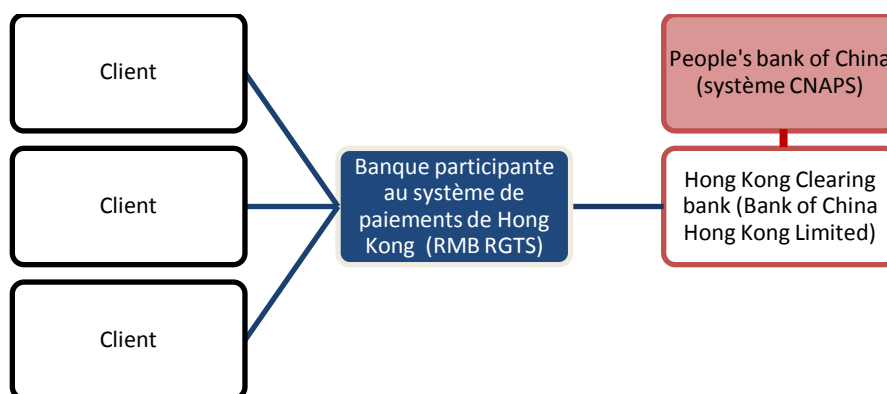 Client
Client
Client
Banque participante
au système de
paiements de Hong
Kong (RMB RGTS)
People's bank of China
(système CNAPS)
Hong Kong Clearing
bank (Bank of China
Hong Kong Limited)